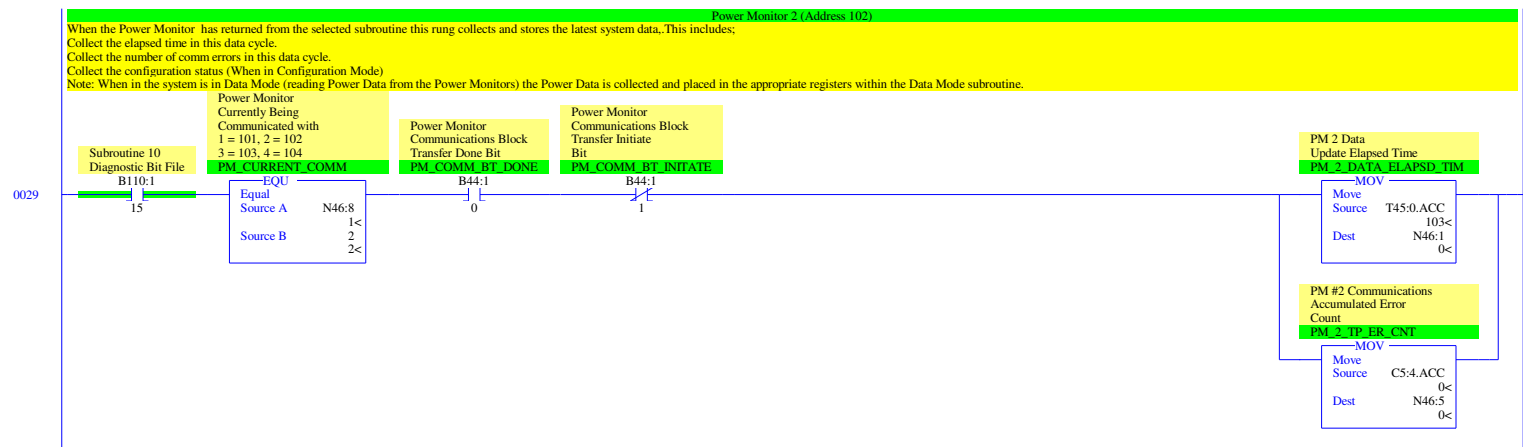 Power Monitor 2 (Address 102)
When the Power Monitor  has returned from the selected subroutine this rung collects and stores the latest system data,.This includes;
Collect the elapsed time in this data cycle.
Collect the number of comm errors in this data cycle.
Collect the configuration status (When in Configuration Mode)
Note: When in the system is in Data Mode (reading Power Data from the Power Monitors) the Power Data is collected and placed in the appropriate registers within the Data Mode subroutine.
0029
Subroutine 10
Diagnostic Bit File
B110:1
15
Power Monitor
Currently Being
Communicated with
1 = 101, 2 = 102
3 = 103, 4 = 104
PM_CURRENT_COMM
EQU
Equal
Source A N46:8
1<
Source B 2
2<
Power Monitor
Communications Block
Transfer Done Bit
PM_COMM_BT_DONE
B44:1
0
Power Monitor
Communications Block
Transfer Initiate
Bit
PM_COMM_BT_INITATE
B44:1
1
PM 2 Data
Update Elapsed Time
PM_2_DATA_ELAPSD_TIM
MOV
Move
Source T45:0.ACC
103<
Dest N46:1
0<
PM #2 Communications
Accumulated Error
Count
PM_2_TP_ER_CNT
MOV
Move
Source C5:4.ACC
0<
Dest N46:5
0<